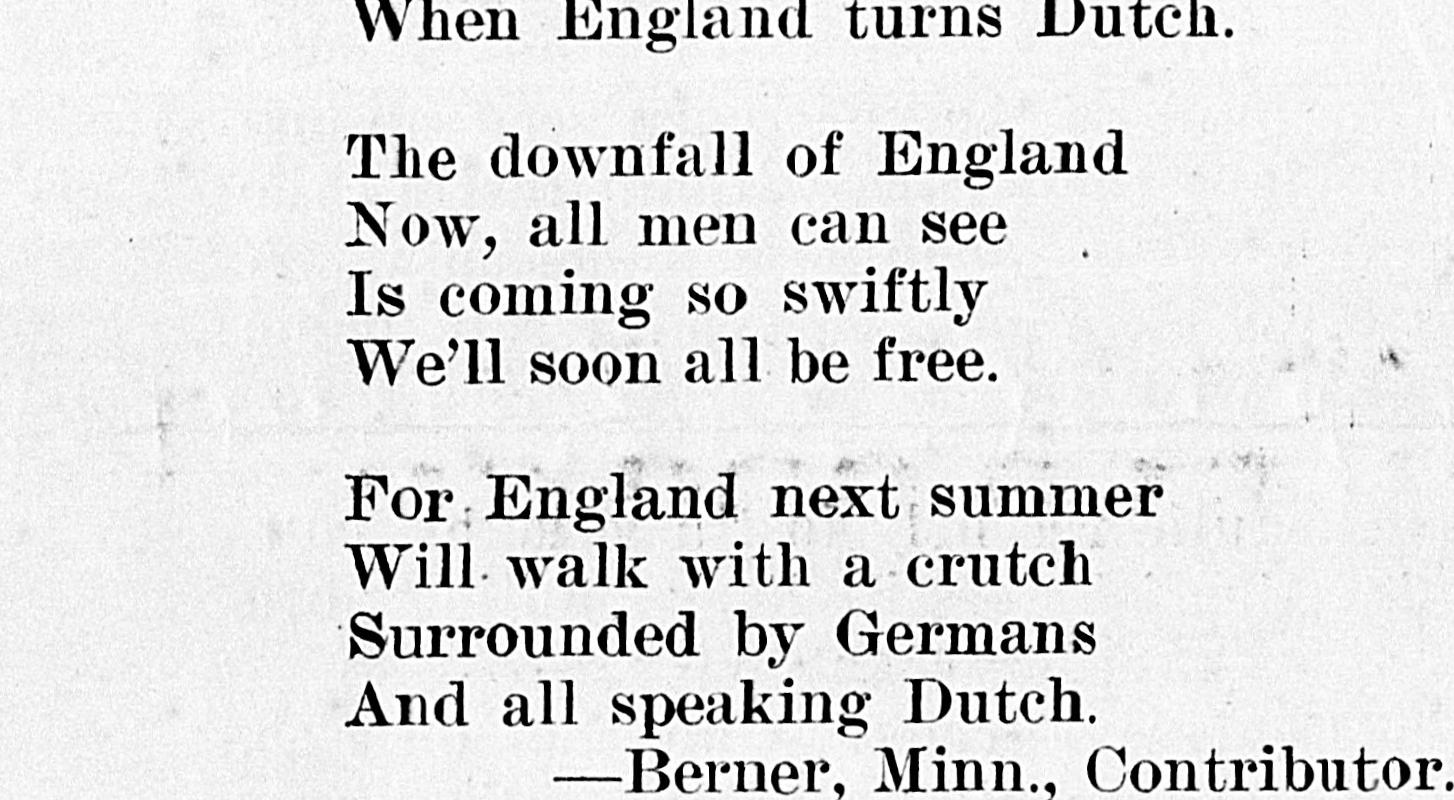 When England turns Dutch.
The downfall of England
Now, all men can see
Is coming so swiftly
We'll soon all be free.
For England next summer
Will walk with a crutch
Surrounded by Germans
And all speaking Dutch.
—Berner, Minn., Contributor.